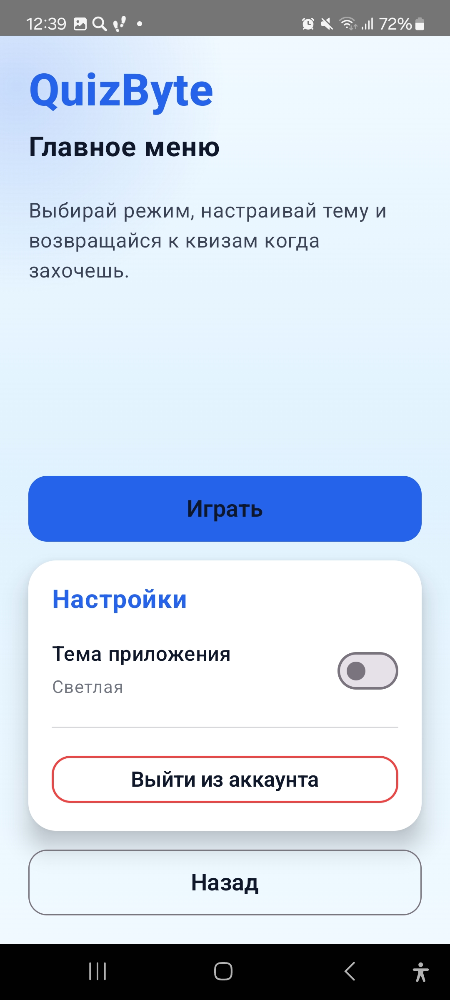 12:39
72%
QuizByte
Главное меню
Выбирай режим, настраивай тему и
возвращайся к квизам когда
захочешь.
Играть
Настройки
Тема приложения
Светлая
Выйти из аккаунта
Назад